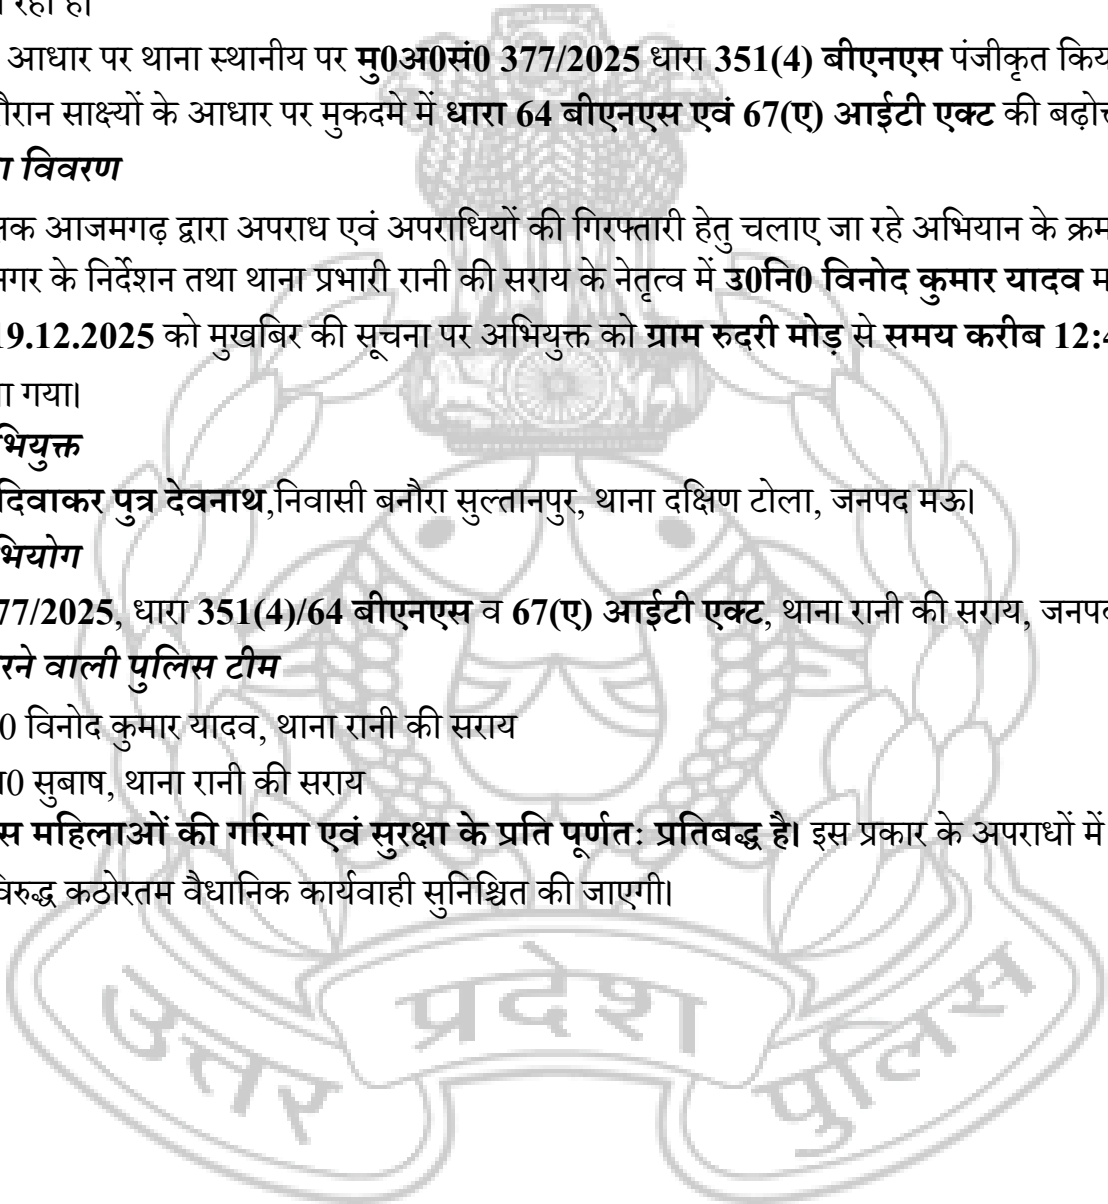 रहा है।
आधार पर थाना स्थानीय पर मु0अ0सं0 377/2025 धारा 351(4) बीएनएस पंजीकृत किय
ौरान साक्ष्यों के आधार पर मुकदमे में धारा 64 बीएनएस एवं 67(ए) आईटी एक्ट की बढ़ोत्
ा विवरण
क आजमगढ़ द्वारा अपराध एवं अपराधियों की गिरफ्तारी हेतु चलाए जा रहे अभियान के क्रम
नगर के निर्देशन तथा थाना प्रभारी रानी की सराय के नेतृत्व में उ0नि0 विनोद कुमार यादव म
19.12.2025 को मुखबिर की सूचना पर अभियुक्त को ग्राम रुदरी मोड़ से समय करीब 12:4
ा गया।
भियुक्त
दिवाकर पुत्र देवनाथ,निवासी बनौरा सुल्तानपुर, थाना दक्षिण टोला, जनपद मऊ।
भियोग
77/2025, धारा 351(4)/64 बीएनएस व 67(ए) आईटी एक्ट, थाना रानी की सराय, जनपद
रने वाली पुलिस टीम
0 विनोद कुमार यादव, थाना रानी की सराय
ा0 सुबाष, थाना रानी की सराय
स महिलाओं की गरिमा एवं सुरक्षा के प्रति पूर्णतः प्रतिबद्ध है। इस प्रकार के अपराधों में
विरुद्ध कठोरतम वैधानिक कार्यवाही सुनिश्चित की जाएगी।
उत्तर प्रदेश पुलिस